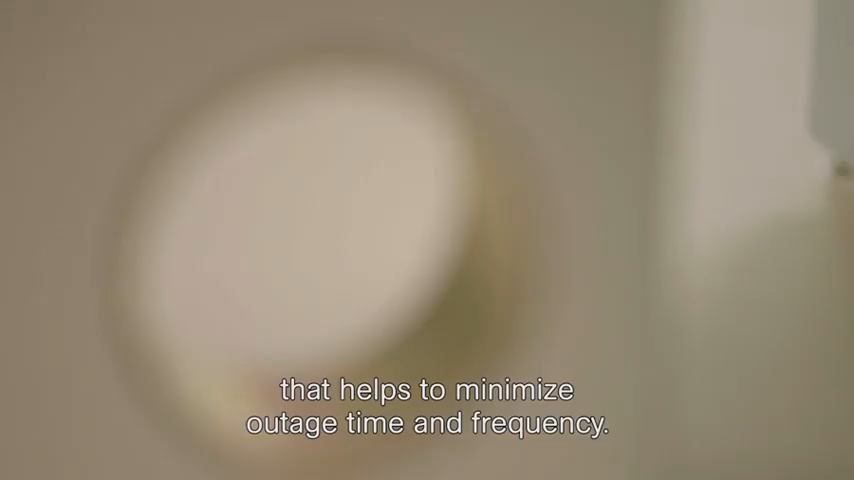 that helps to minimize
outage time and frequency.